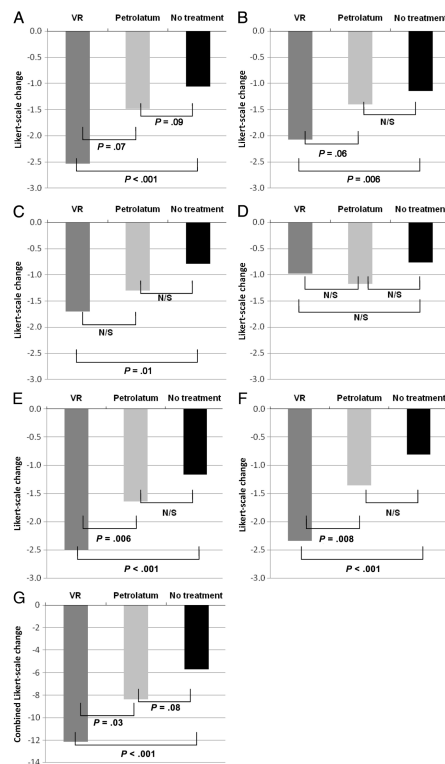 A
VR Petrolatum No treatment
0.0
-0.5
-1.0
-1.5
-2.0
-2.5
-3.0
Likert-scale change
P = .09
P = .07
P < .001
B
VR Petrolatum No treatment
0.0
-0.5
-1.0
-1.5
-2.0
-2.5
-3.0
Likert-scale change
N/S
P = .06
P = .006
C
VR Petrolatum No treatment
0.0
-0.5
-1.0
-1.5
-2.0
-2.5
-3.0
Likert-scale change
N/S
N/S
P = .01
D
VR Petrolatum No treatment
0.0
-0.5
-1.0
-1.5
-2.0
-2.5
-3.0
Likert-scale change
N/S N/S
N/S
E
VR Petrolatum No treatment
0.0
-0.5
-1.0
-1.5
-2.0
-2.5
-3.0
Likert-scale change
N/S
P = .006
P < .001
F
VR Petrolatum No treatment
0.0
-0.5
-1.0
-1.5
-2.0
-2.5
-3.0
Likert-scale change
N/S
P = .008
P < .001
G
VR Petrolatum No treatment
0
-2
-4
-6
-8
-10
-12
-14
Combined Likert-scale change
P = .08
P = .03
P < .001